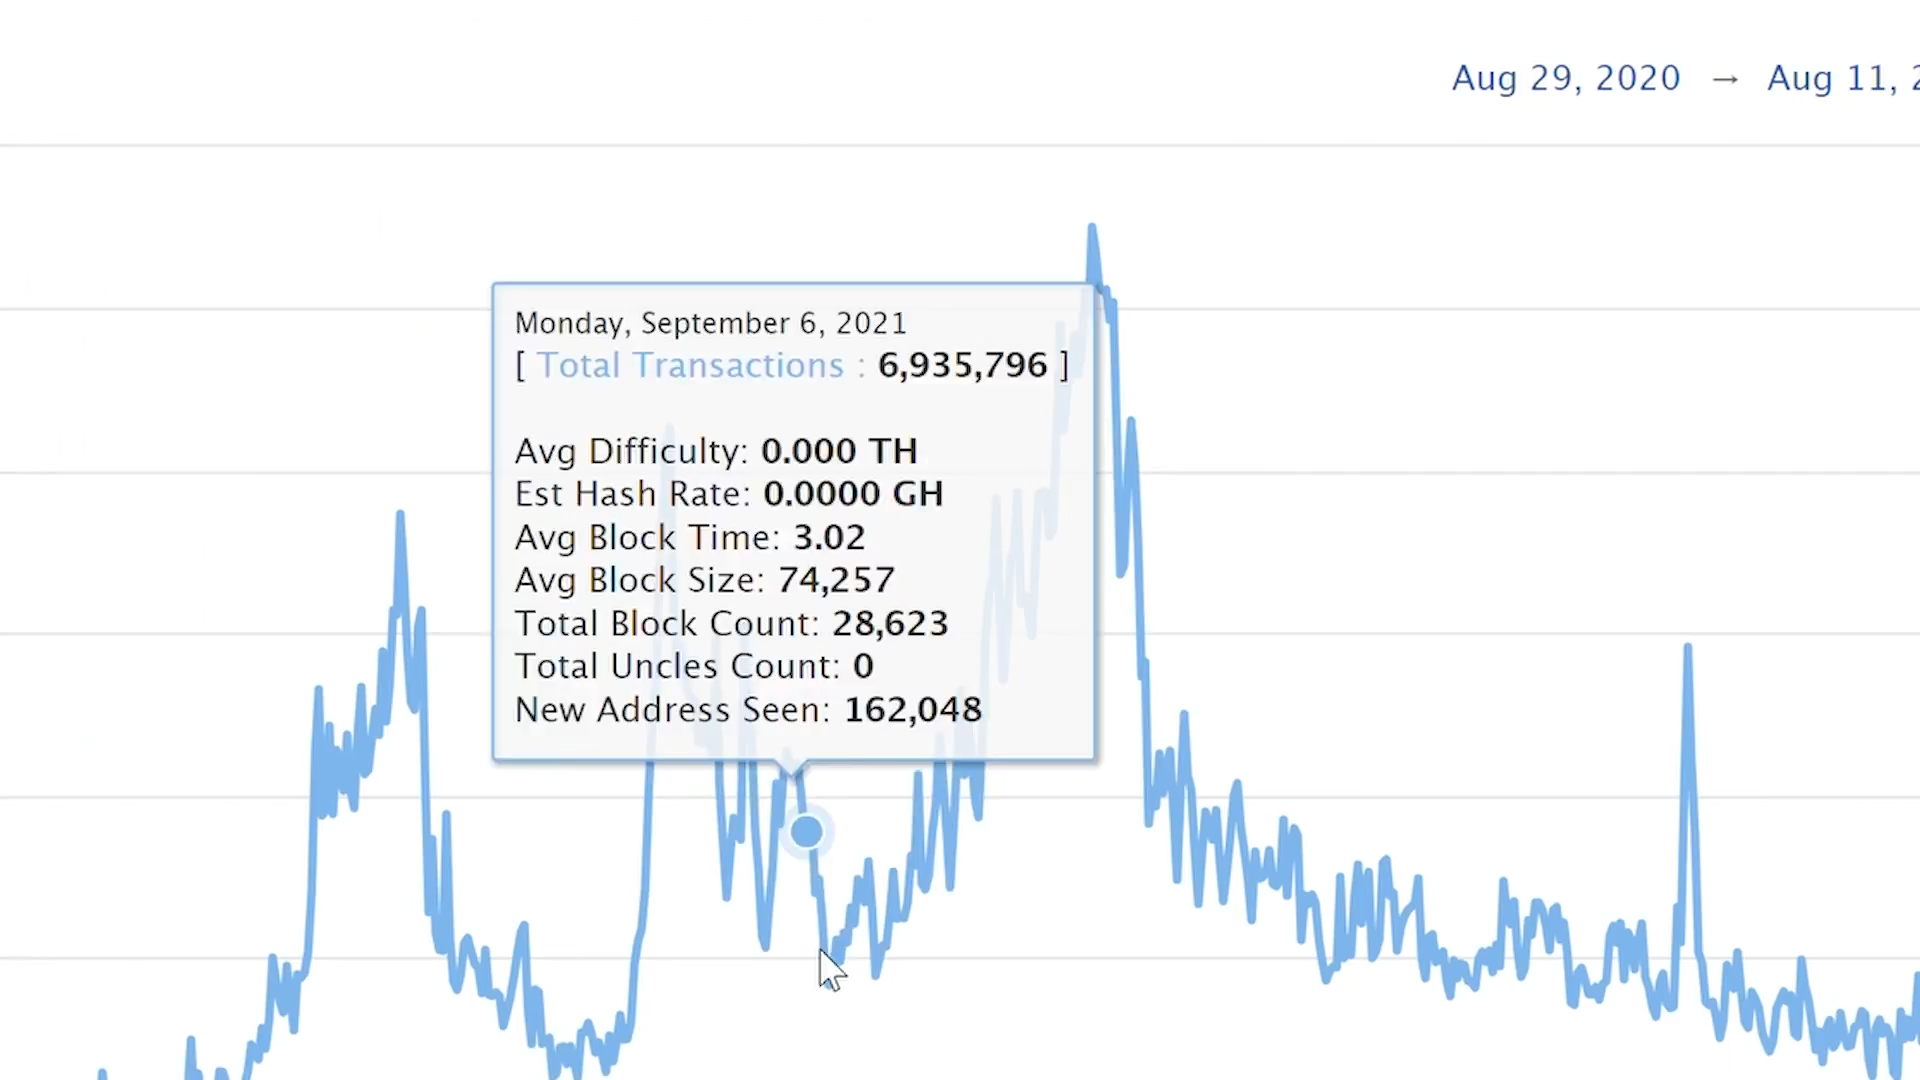 Aug 29, 2020 → Aug 11, 2
Monday, September 6, 2021
[ Total Transactions : 6,935,796 ]
Avg Difficulty: 0.000 TH
Est Hash Rate: 0.0000 GH
Avg Block Time: 3.02
Avg Block Size: 74,257
Total Block Count: 28,623
Total Uncles Count: 0
New Address Seen: 162,048